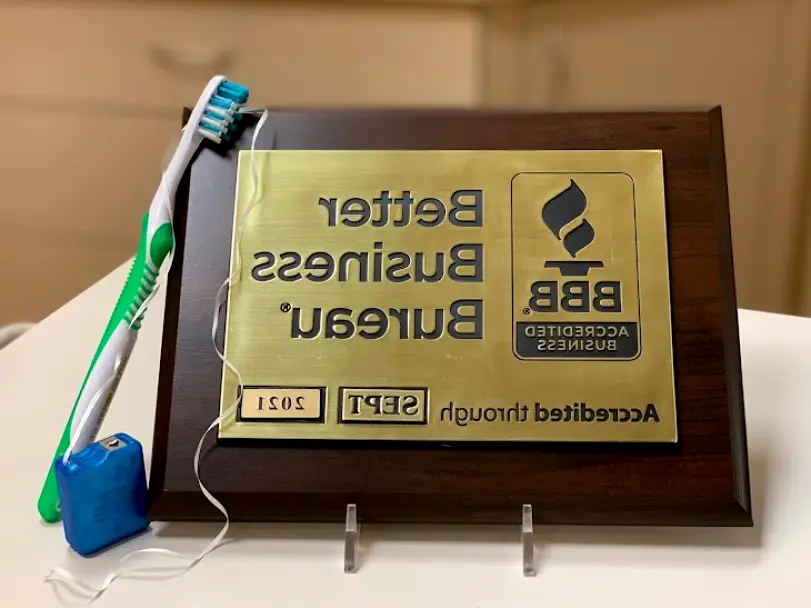 BBB®
ACCREDITED
BUSINESS
Better
Business
Bureau®
Accredited through SEPT 2021